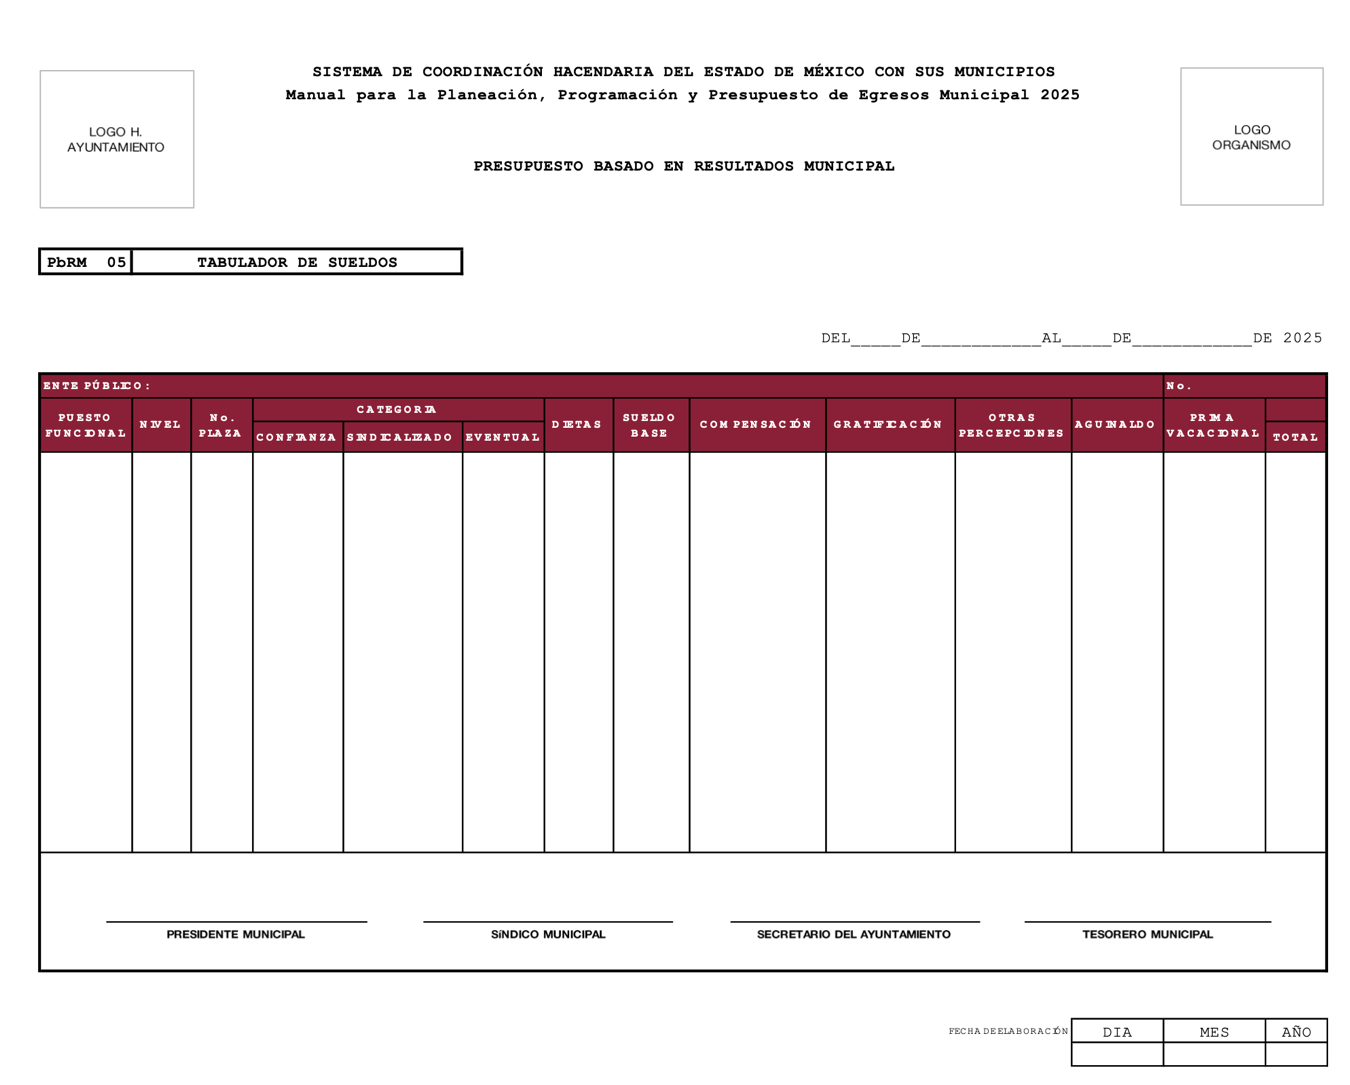 SISTEMA DE COORDINACIÓN HACENDARIA DEL ESTADO DE MÉXICO CON SUS MUNICIPIOS
Manual para la Planeación, Programación y Presupuesto de Egresos Municipal 2025
LOGO H.
AYUNTAMIENTO
LOGO
ORGANISMO
PRESUPUESTO BASADO EN RESULTADOS MUNICIPAL
PbRM 05 TABULADOR DE SUELDOS
DEL_____DE____________AL_____DE____________DE 2025
ENTE PÚBLICO: No.
PUESTO FUNCIONAL
NIVEL
No. PLAZA
CATEGORIA
CONFIANZA SINDICALIZADO EVENTUAL
DIETAS
SUELDO BASE
COMPENSACIÓN
GRATIFICACIÓN
OTRAS PERCEPCIONES
AGUINALDO
PRIMA VACACIONAL
TOTAL
PRESIDENTE MUNICIPAL SíNDICO MUNICIPAL SECRETARIO DEL AYUNTAMIENTO TESORERO MUNICIPAL
FECHA DE ELABORACIÓN DIA MES AÑO